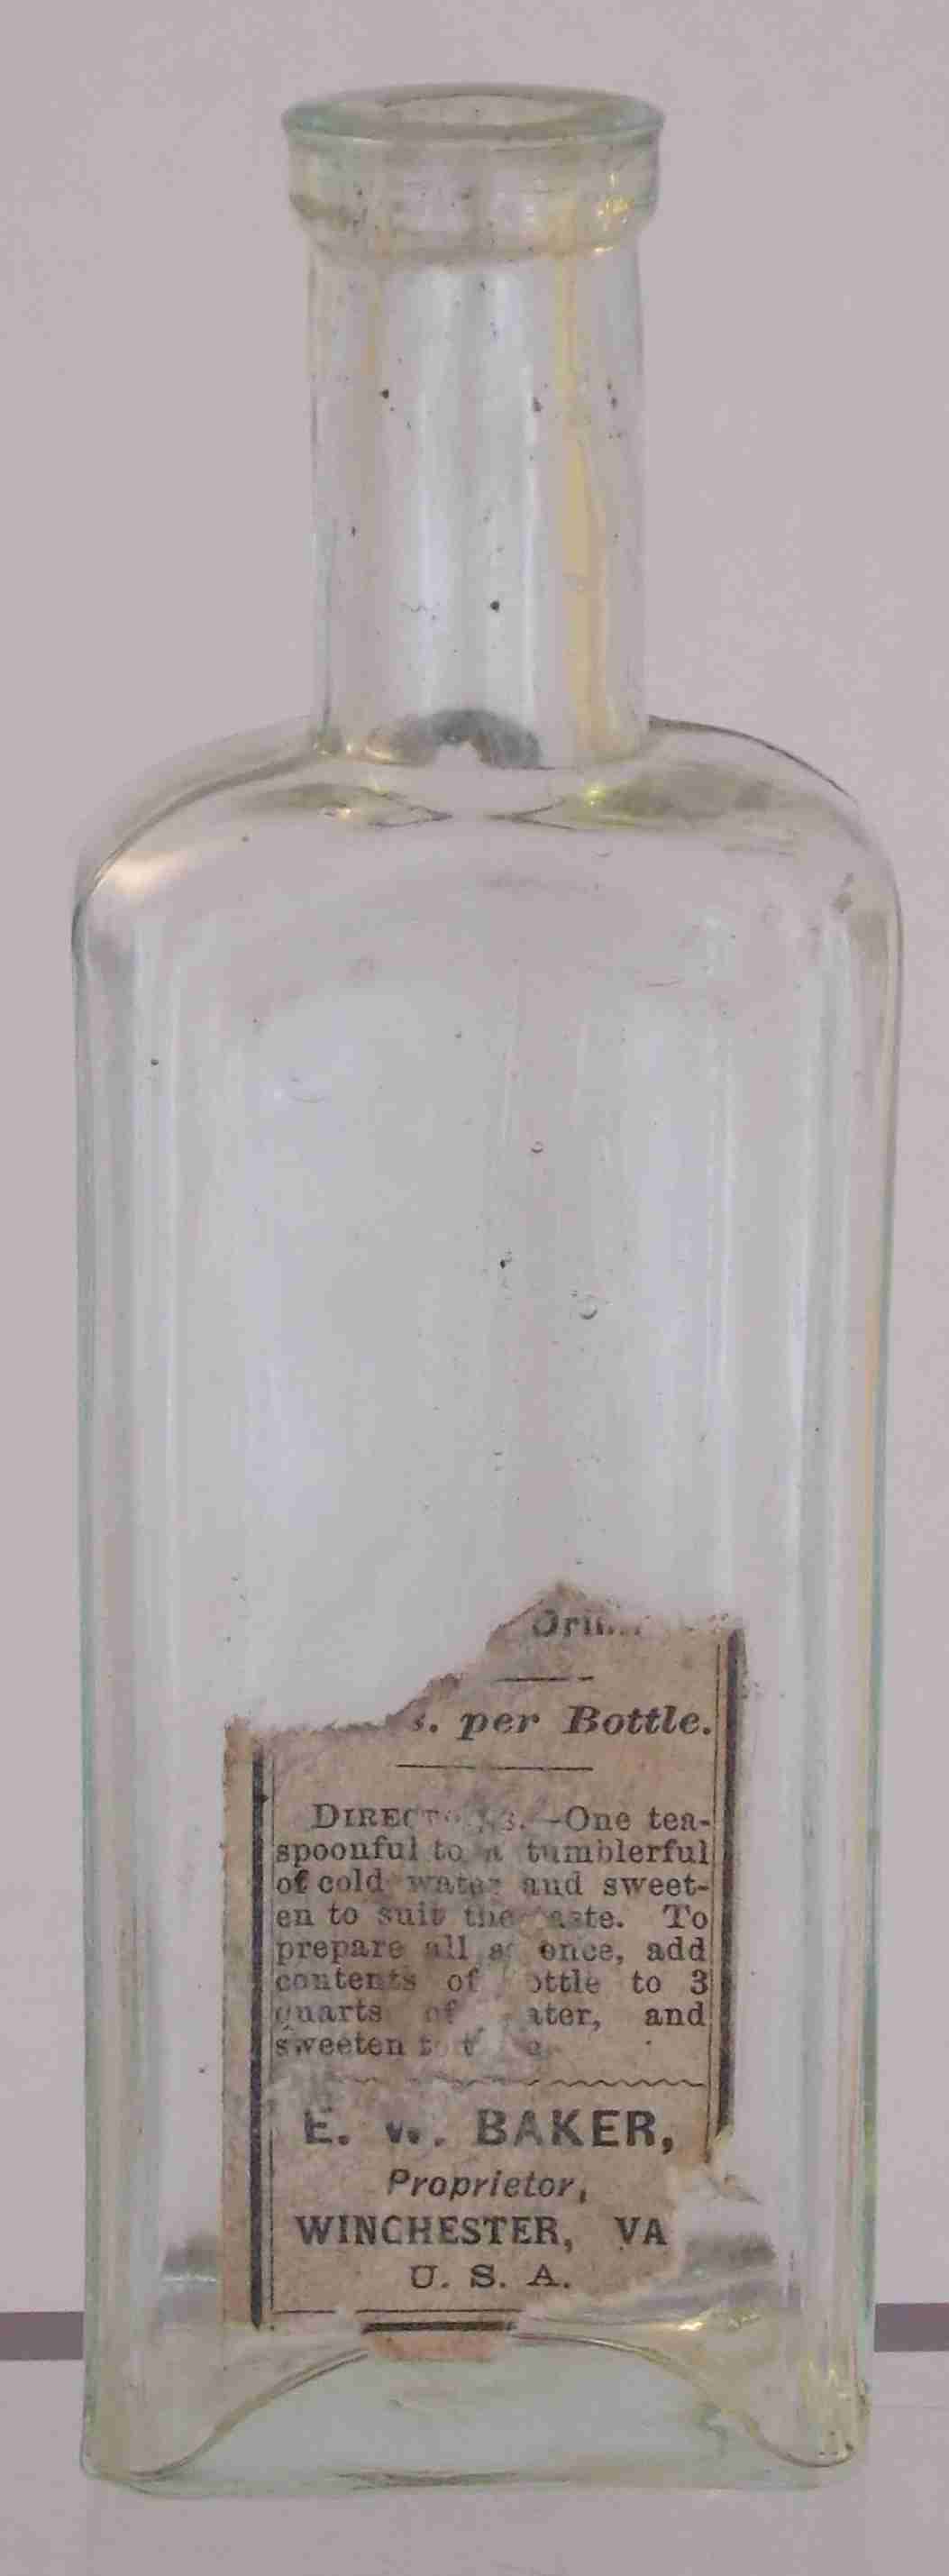 per Bottle.
One tea-
spoonful to a tumblerful
of cold water and sweet-
en to suit the To
prepare all once, add
contents of to 3
quarts of and
sweeten
E. W. BAKER,
Proprietor,
WINCHESTER, VA
U. S. A.